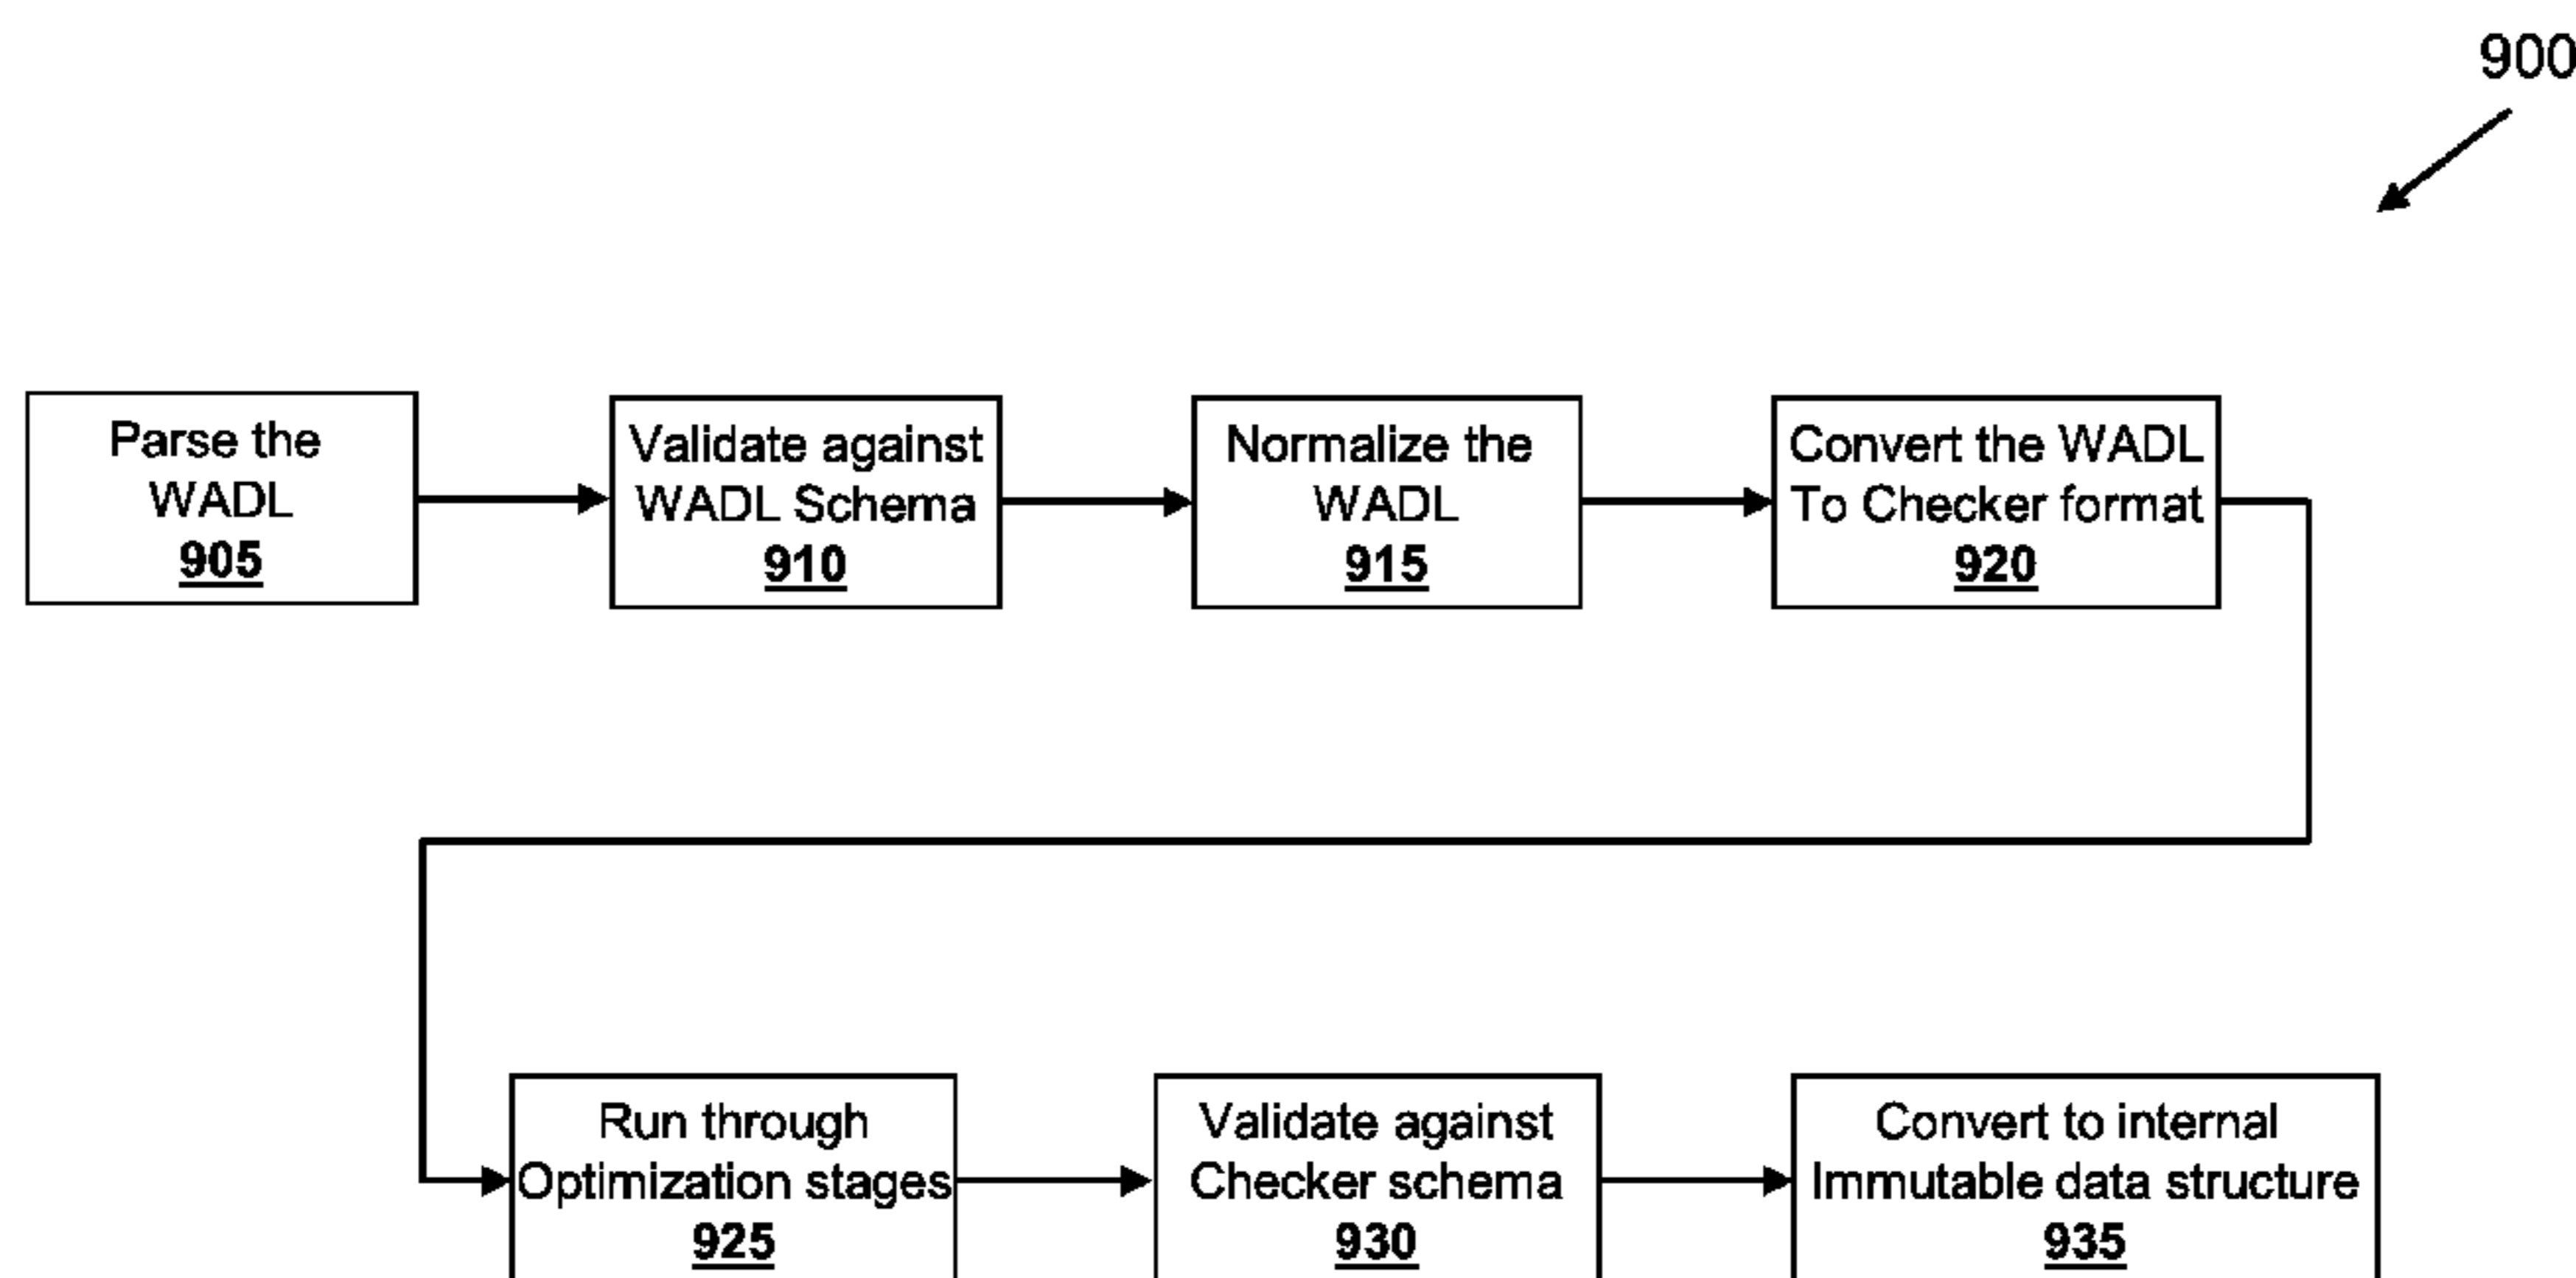 900
Parse the
WADL
905
Validate against
WADL Schema
910
Normalize the
WADL
915
Convert the WADL
To Checker format
920
Run through
Optimization stages
925
Validate against
Checker schema
930
Convert to internal
Immutable data structure
935